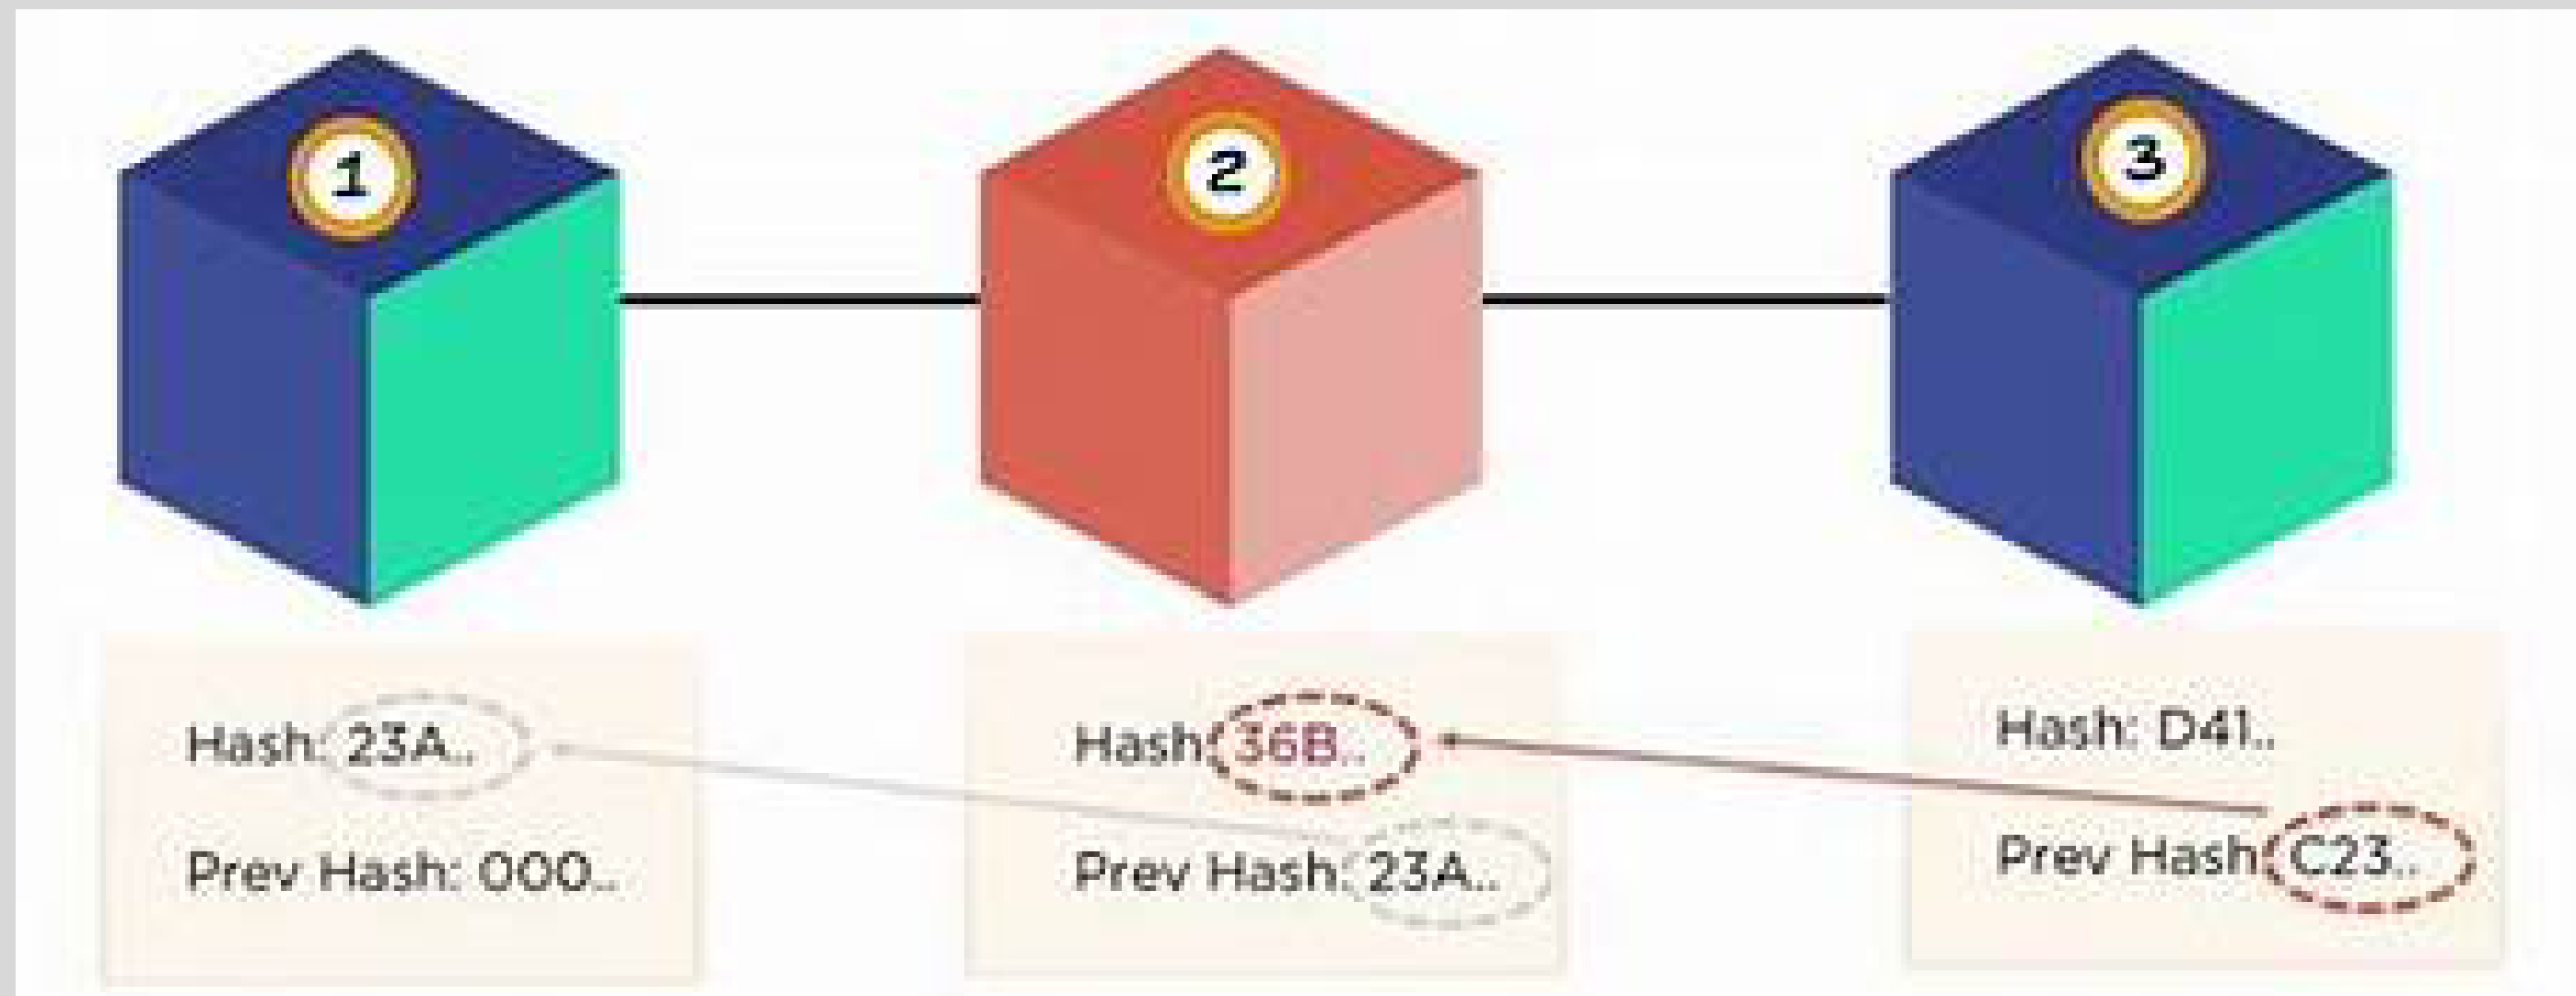 1
2
3
Hash: 23A..
Prev Hash: 000..
Hash: 36B..
Prev Hash: 23A..
Hash: D41..
Prev Hash: C23..